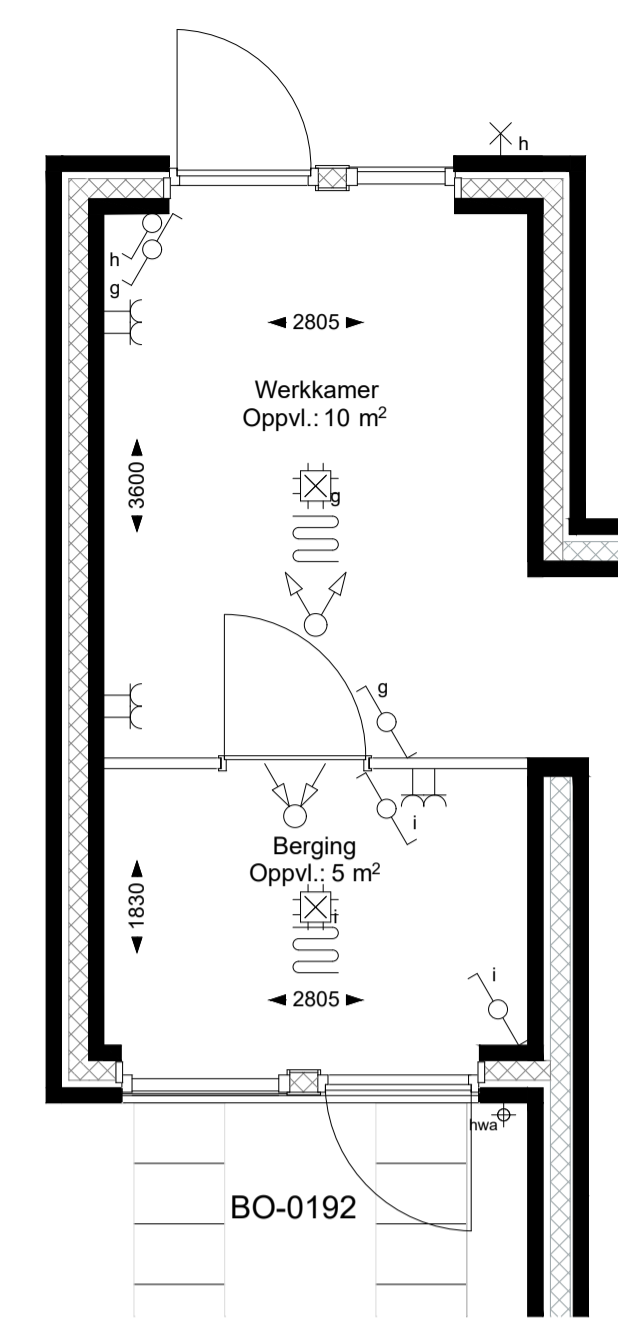 h
h
g
2805
Werkkamer
Oppvl.: 10 m²
3600
g
g
i
Berging
Oppvl.: 5 m²
1830
i
i
2805
hwa
BO-0192